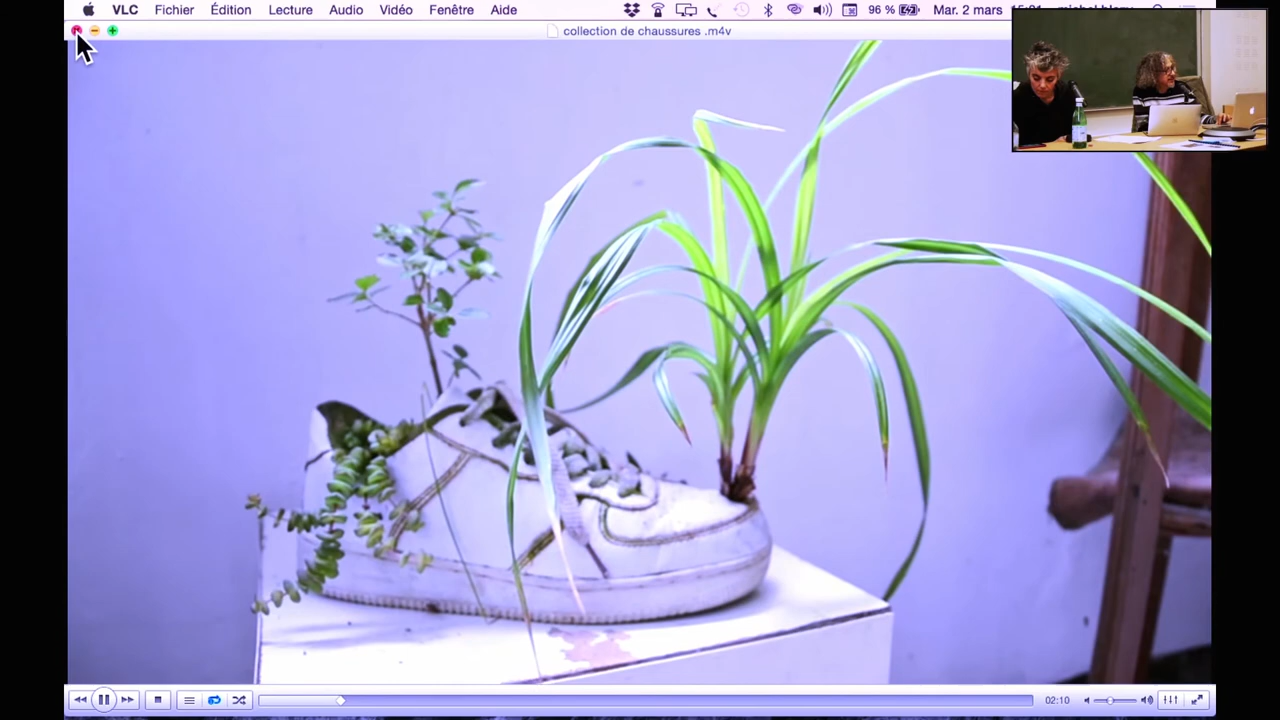 VLC Fichier Édition Lecture Audio Vidéo Fenêtre Aide 96 % Mar. 2 mars
collection de chaussures .m4v
02:10